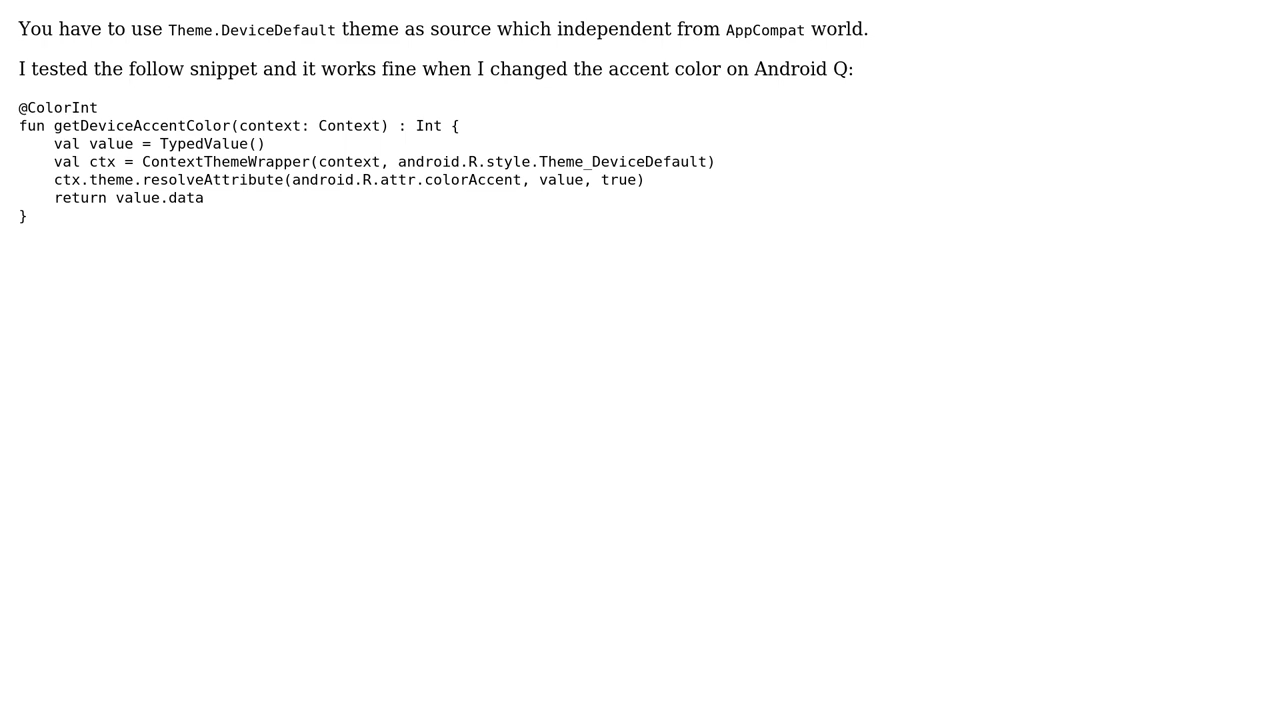 You have to use Theme.DeviceDefault theme as source which independent from AppCompat world.
I tested the follow snippet and it works fine when I changed the accent color on Android Q:
@ColorInt
fun getDeviceAccentColor(context: Context) : Int {
    val value = TypedValue()
    val ctx = ContextThemeWrapper(context, android.R.style.Theme_DeviceDefault)
    ctx.theme.resolveAttribute(android.R.attr.colorAccent, value, true)
    return value.data
}